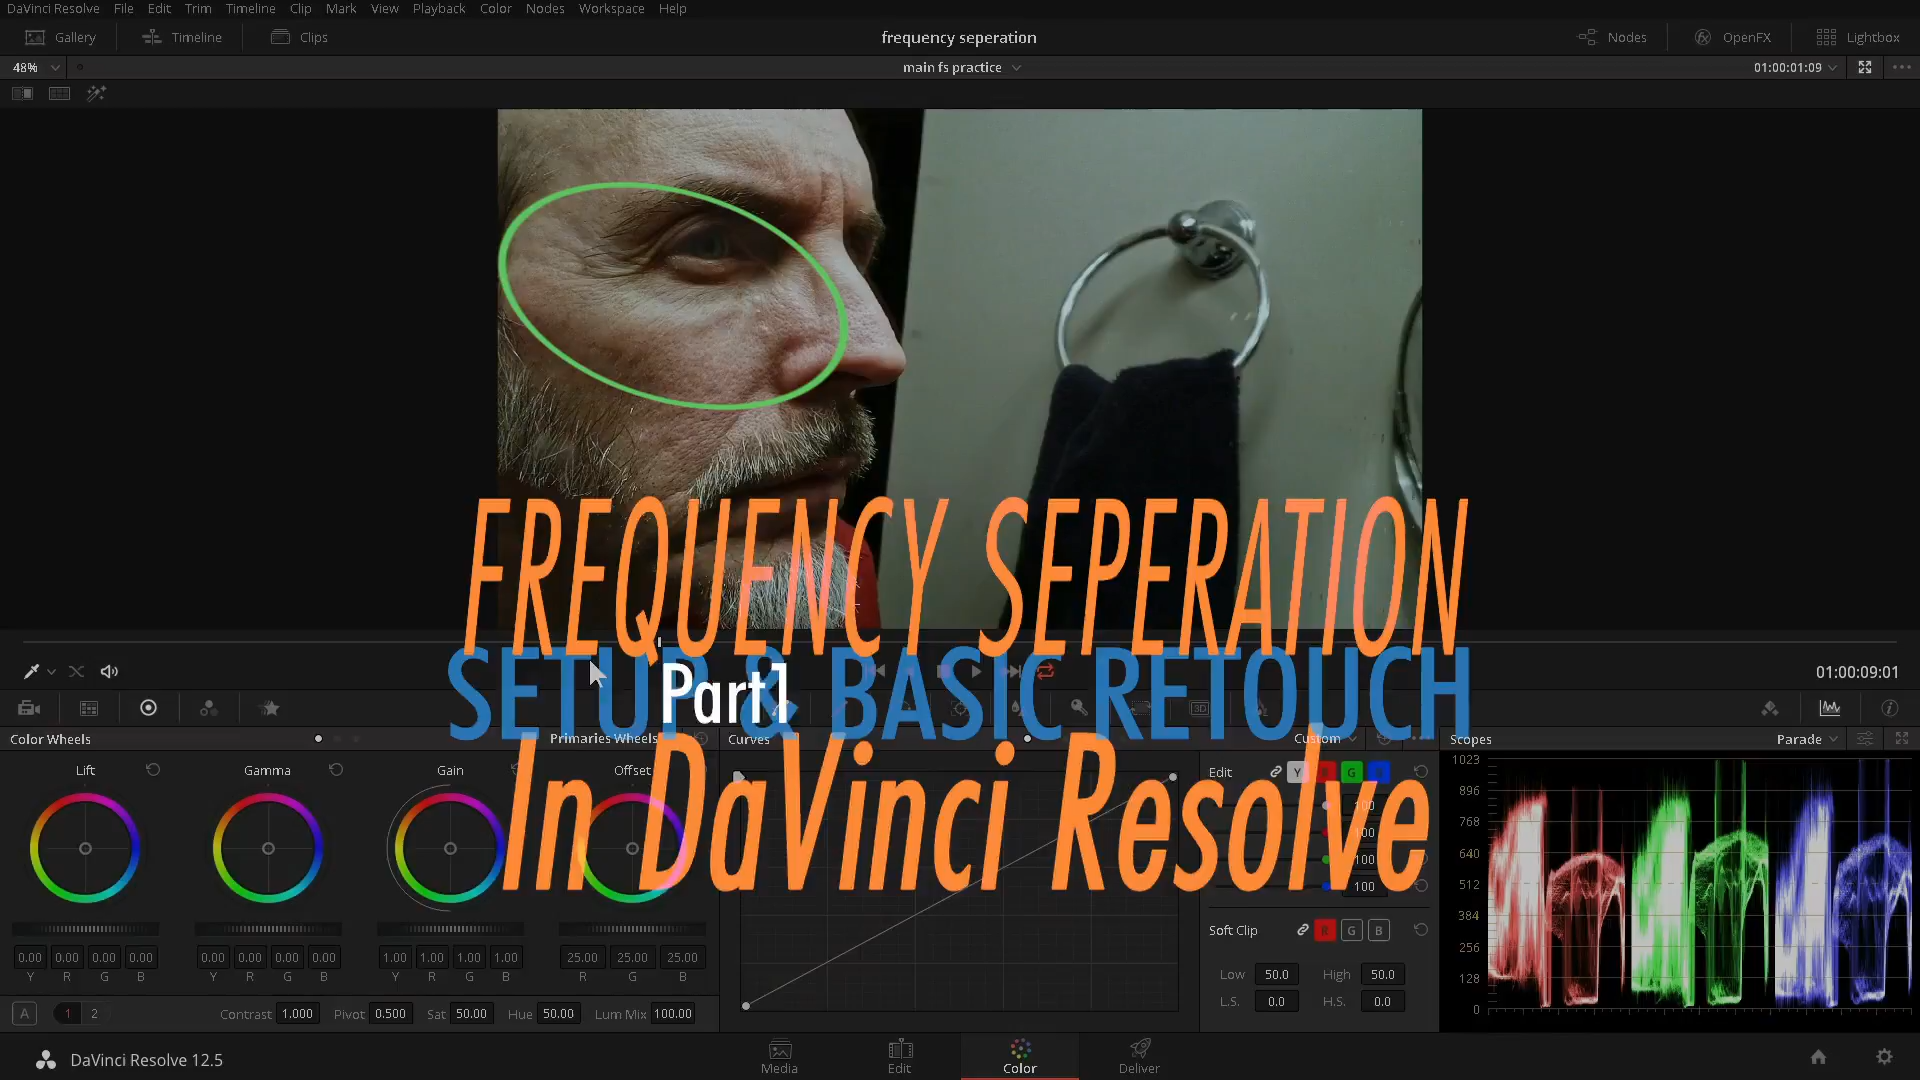 DaVinci Resolve File Edit Trim Timeline Clip Mark View Playback Color Nodes Workspace Help
Gallery Timeline Clips frequency seperation Nodes OpenFX Lightbox
48% main fs practice 01:00:01:09
FREQUENCY SEPERATION
SETUP & BASIC RETOUCH
Part1
In DaVinci Resolve
01:00:09:01
Color Wheels Primaries Wheels Curves Custom Scopes Parade
Lift Gamma Gain Offset
Edit Y R G B
100
100
100
100
0.00 0.00 0.00 0.00 0.00 0.00 0.00 0.00 1.00 1.00 1.00 1.00 25.00 25.00 25.00
Y R G B Y R G B Y R G B R G B
Soft Clip R G B
Low 50.0 High 50.0
L.S. 0.0 H.S. 0.0
A 1 2 Contrast 1.000 Pivot 0.500 Sat 50.00 Hue 50.00 Lum Mix 100.00
1023
896
768
640
512
384
256
128
0
DaVinci Resolve 12.5 Media Edit Color Deliver